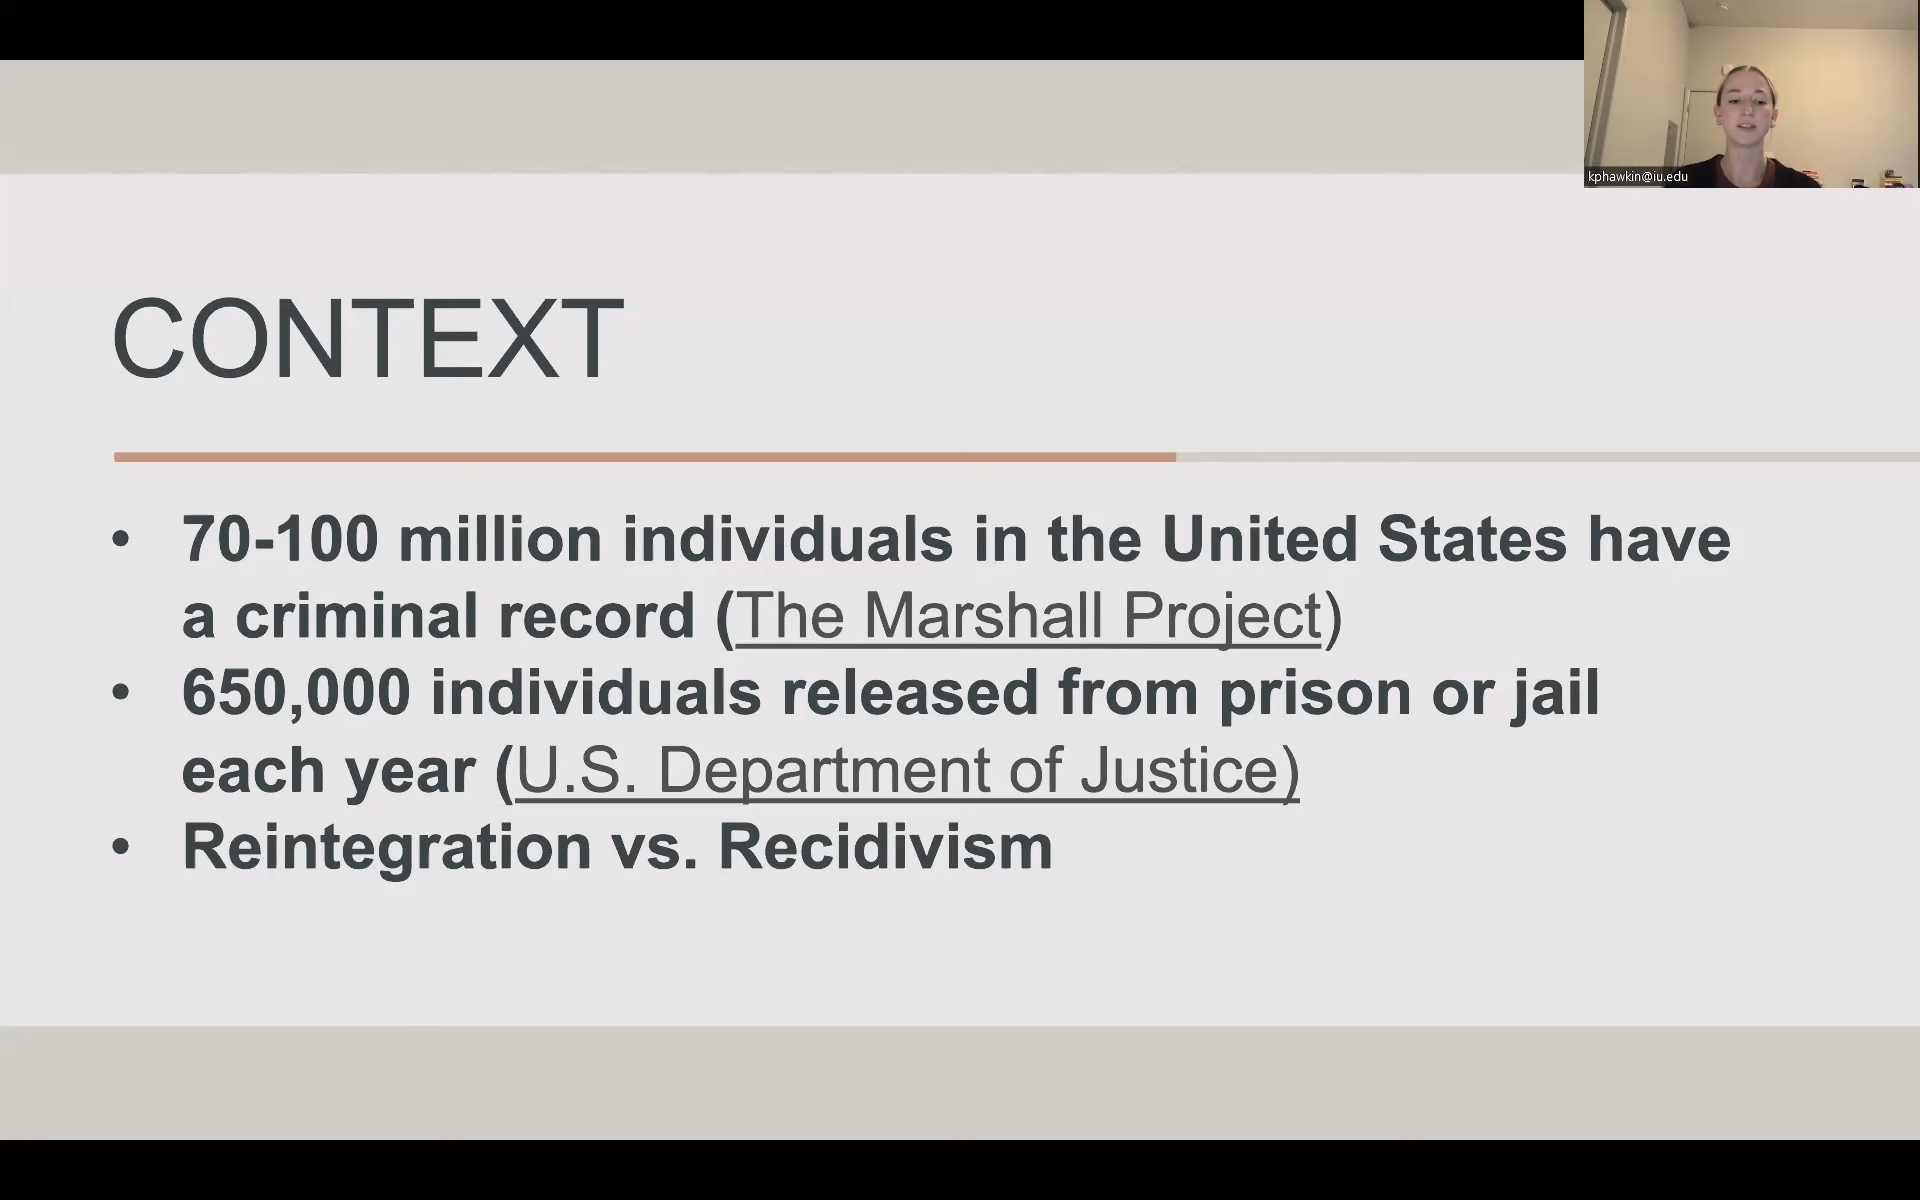 kphawkin@iu.edu
CONTEXT
• 70-100 million individuals in the United States have
a criminal record (The Marshall Project)
• 650,000 individuals released from prison or jail
each year (U.S. Department of Justice)
• Reintegration vs. Recidivism